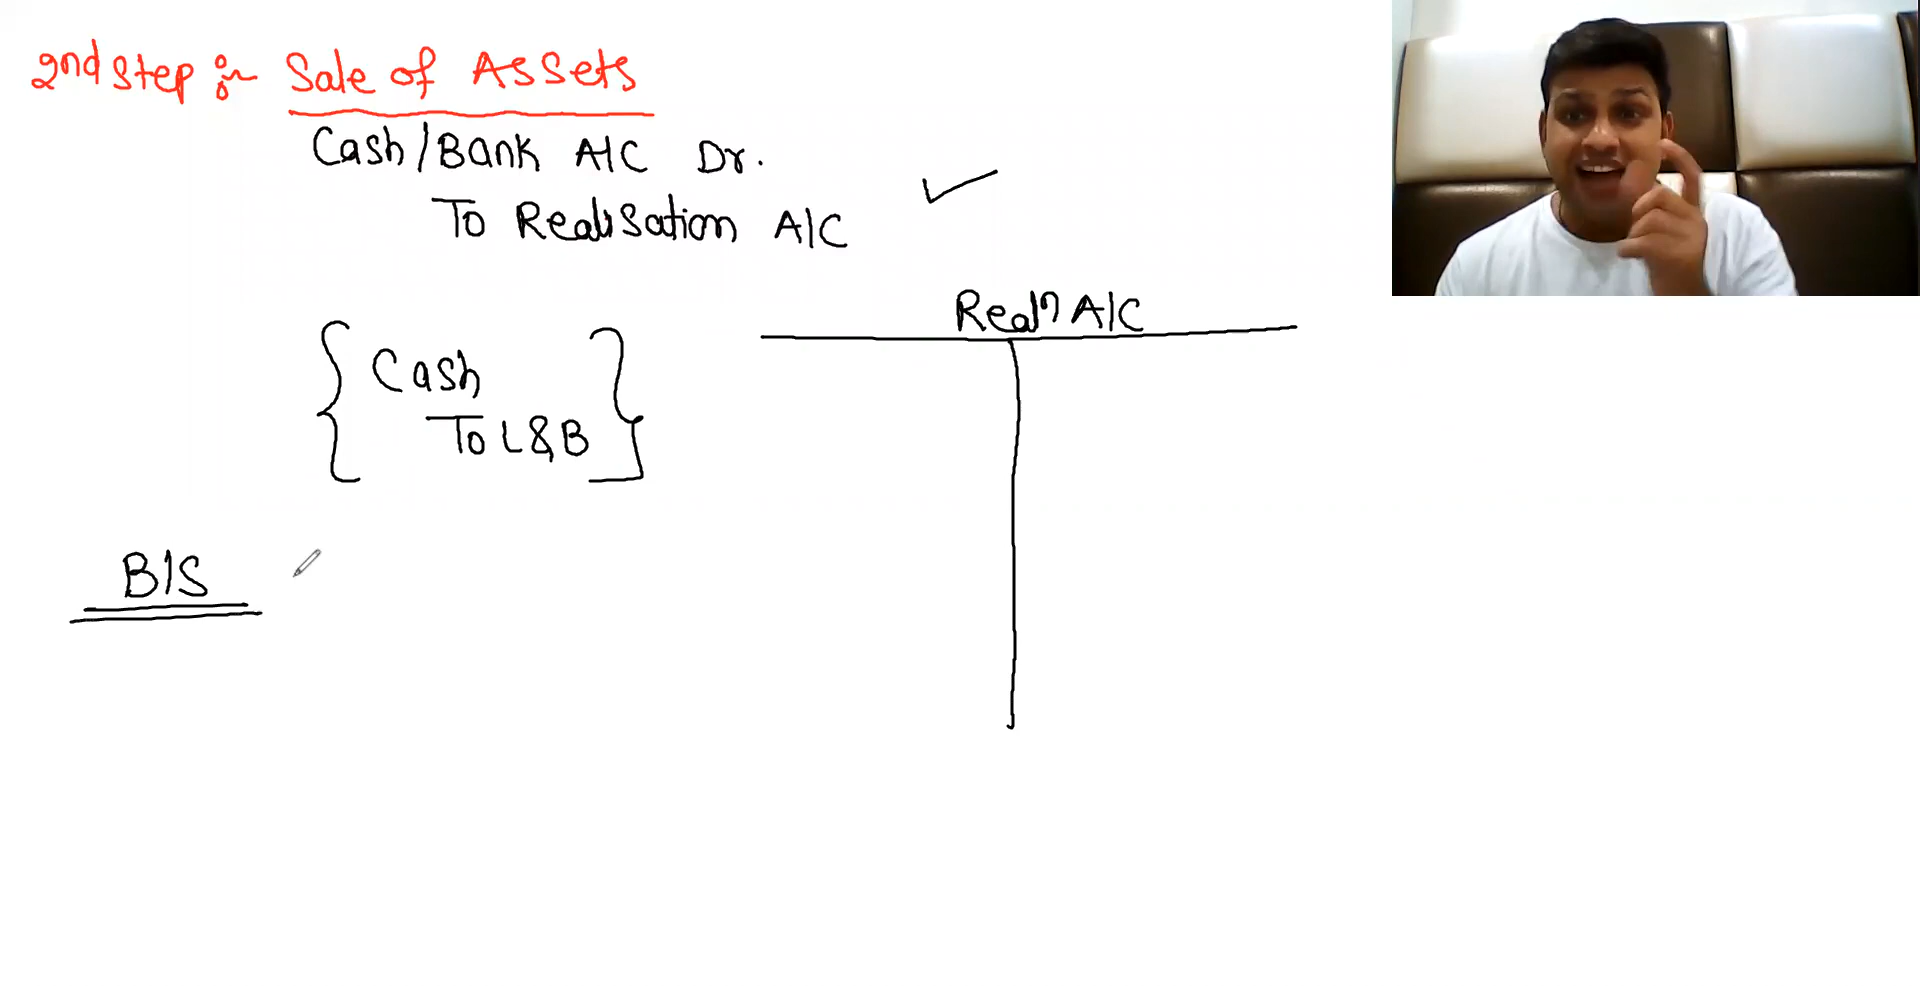 2nd Step :- Sale of Assets
Cash/Bank A/C Dr.
To Realisation A/C
Realn A/C
Cash
To L&B
B/S